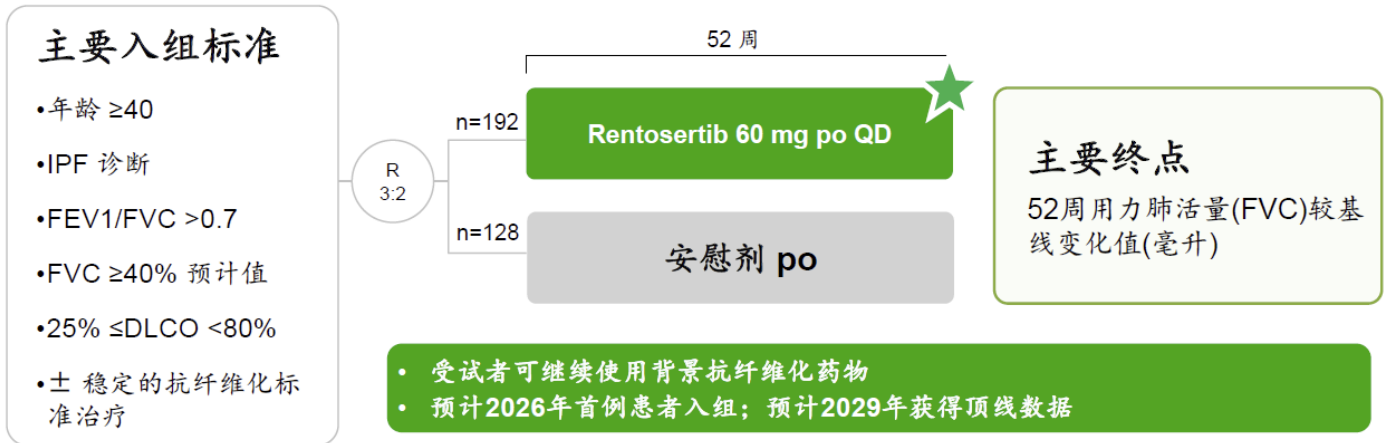 主要入组标准
•年龄 ≥40
•IPF 诊断
•FEV1/FVC >0.7
•FVC ≥40% 预计值
•25% ≤DLCO <80%
•± 稳定的抗纤维化标
准治疗
R
3:2
n=192
n=128
52 周
Rentosertib 60 mg po QD
安慰剂 po
主要终点
52周用力肺活量(FVC)较基
线变化值(毫升)
• 受试者可继续使用背景抗纤维化药物
• 预计2026年首例患者入组；预计2029年获得顶线数据